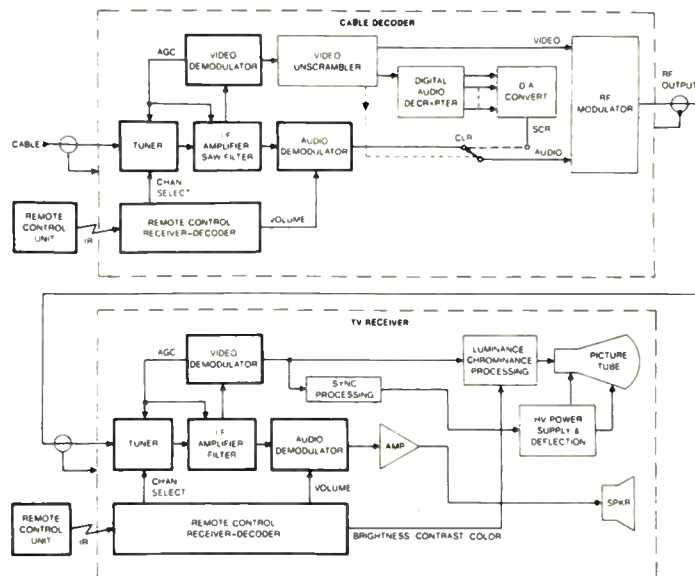 CABLE DECODER
AGC
VIDEO
DEMODULATOR
VIDEO
UNSCRAMBLER
VIDEO
DIGITAL
AUDIO
DECRYPTER
D/A
CONVERT
RF
MODULATOR
RF
OUTPUT
CABLE
TUNER
I.F.
AMPLIFIER
SAW FILTER
AUDIO
DEMODULATOR
SCR
CLR
AUDIO
CHAN
SELECT
VOLUME
REMOTE
CONTROL
UNIT
IR
REMOTE CONTROL
RECEIVER-DECODER
TV RECEIVER
AGC
VIDEO
DEMODULATOR
SYNC
PROCESSING
LUMINANCE
CHROMINANCE
PROCESSING
PICTURE
TUBE
HV POWER
SUPPLY &
DEFLECTION
TUNER
I.F.
AMPLIFIER
FILTER
AUDIO
DEMODULATOR
AMP
SPKR
CHAN
SELECT
VOLUME
REMOTE
CONTROL
UNIT
IR
REMOTE CONTROL
RECEIVER-DECODER
BRIGHTNESS CONTRAST COLOR